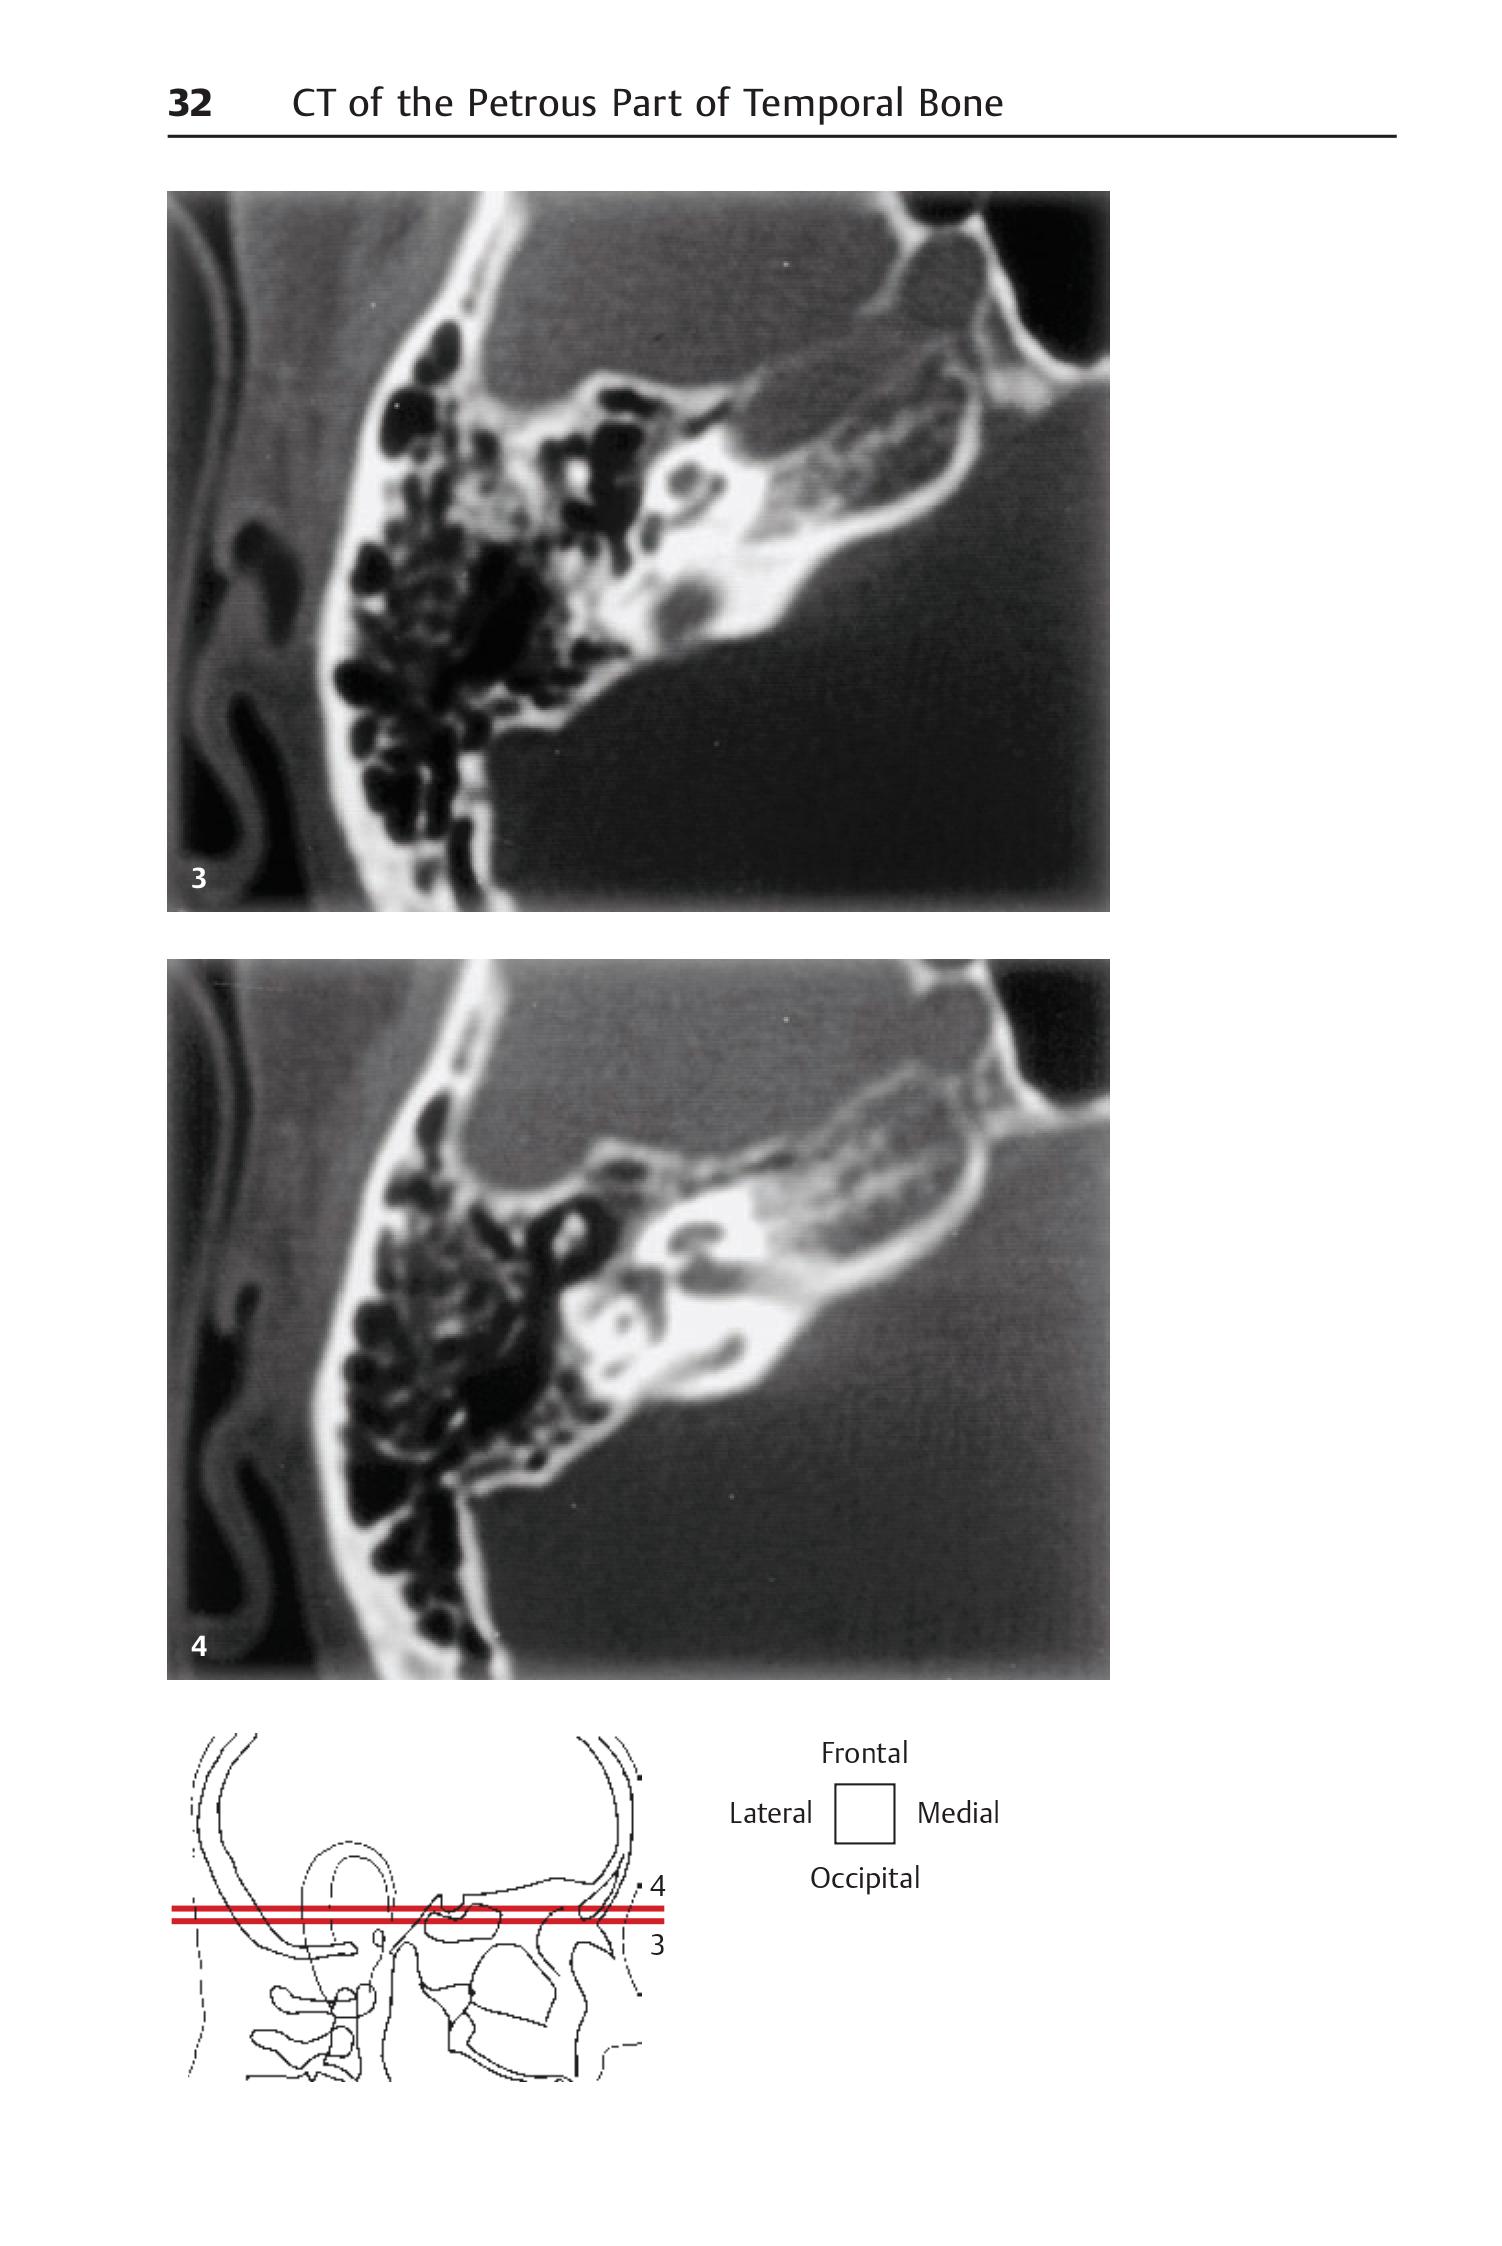 32 CT of the Petrous Part of Temporal Bone
3
4
Frontal
Lateral Medial
Occipital
4
3